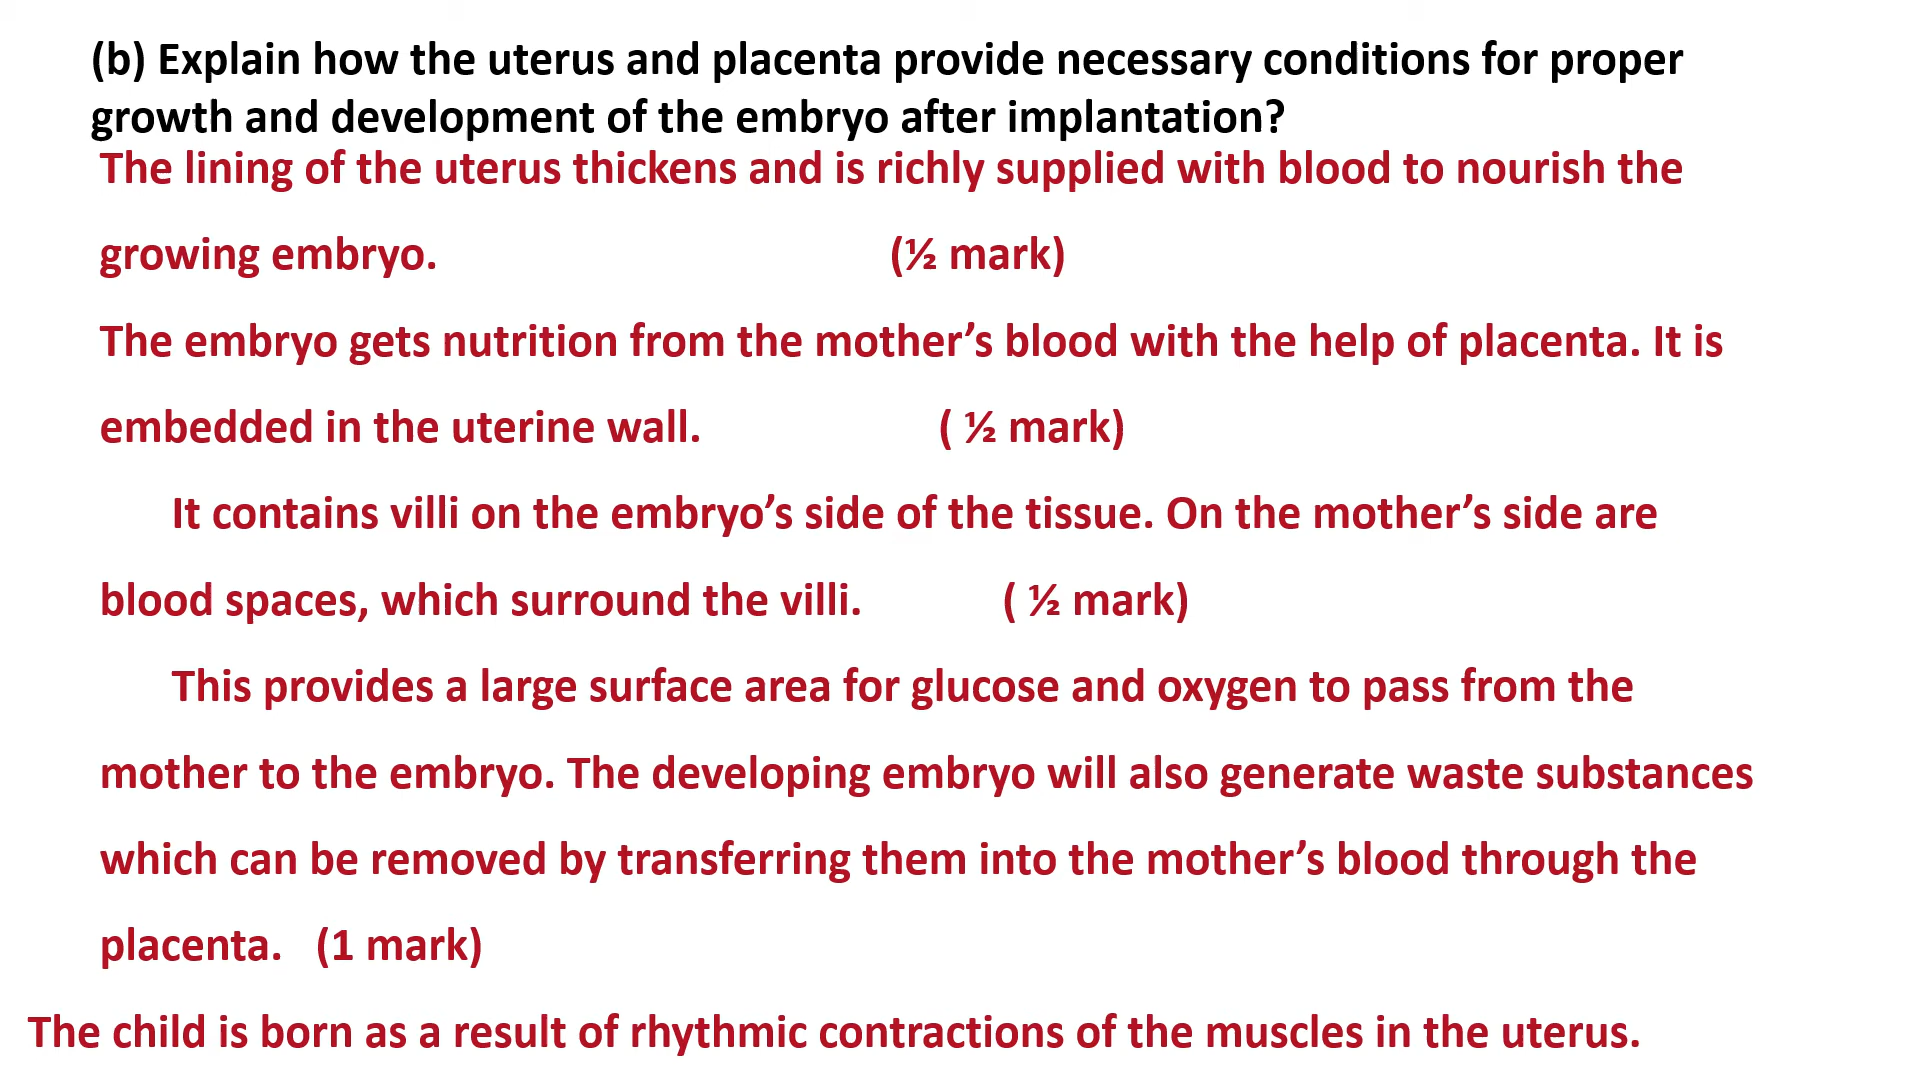 (b) Explain how the uterus and placenta provide necessary conditions for proper
growth and development of the embryo after implantation?
The lining of the uterus thickens and is richly supplied with blood to nourish the
growing embryo. (½ mark)
The embryo gets nutrition from the mother’s blood with the help of placenta. It is
embedded in the uterine wall. ( ½ mark)
It contains villi on the embryo’s side of the tissue. On the mother’s side are
blood spaces, which surround the villi. ( ½ mark)
This provides a large surface area for glucose and oxygen to pass from the
mother to the embryo. The developing embryo will also generate waste substances
which can be removed by transferring them into the mother’s blood through the
placenta. (1 mark)
The child is born as a result of rhythmic contractions of the muscles in the uterus.